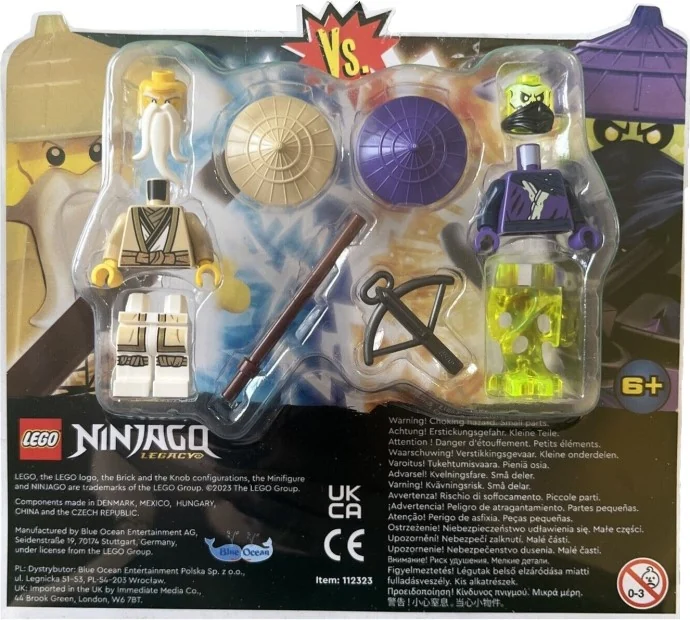 Vs.
6+
LEGO NINJAGO
LEGACY
LEGO, the LEGO logo, the Brick and the Knob configurations, the Minifigure
and NINJAGO are trademarks of the LEGO Group. ©2023 The LEGO Group.
Components made in DENMARK, MEXICO, HUNGARY,
CHINA and the CZECH REPUBLIC.
Manufactured by Blue Ocean Entertainment AG,
Seidenstraße 19, 70174 Stuttgart, Germany,
under license from the LEGO Group.
Blue Ocean
PL: Dystrybutor: Blue Ocean Entertainment Polska Sp. z o.o.,
ul. Legnicka 51-53, PL-54-203 Wrocław.
UK: Imported in the UK by Immediate Media Co.,
44 Brook Green, London, W6 7BT.
UK
CA
CE
Item: 112323
Warning! Choking hazard. Small parts.
Achtung! Erstickungsgefahr. Kleine Teile.
Attention ! Danger d'étouffement. Petits éléments.
Waarschuwing! Verstikkingsgevaar. Kleine onderdelen.
Varoitus! Tukehtumisvaara. Pieniä osia.
Advarsel! Kvelningsfare. Små deler.
Varning! Kvävningsrisk. Små delar.
Avvertenza! Rischio di soffocamento. Piccole parti.
¡Advertencia! Peligro de atragantamiento. Partes pequeñas.
Atenção! Perigo de asfixia. Peças pequenas.
Ostrzeżenie! Niebezpieczeństwo udławienia się. Małe części.
Upozornění! Nebezpečí zalknutí. Malé části.
Upozornenie! Nebezpečenstvo dusenia. Malé časti.
Внимание! Риск удушения. Мелкие детали.
Figyelmeztetés! Légutak belső elzáródása miatti
fulladásveszély. Kis alkatrészek.
Προειδοποίηση! Κίνδυνος πνιγμού. Μικρά μέρη.
警告！小心窒息。当心小物件。
0-3